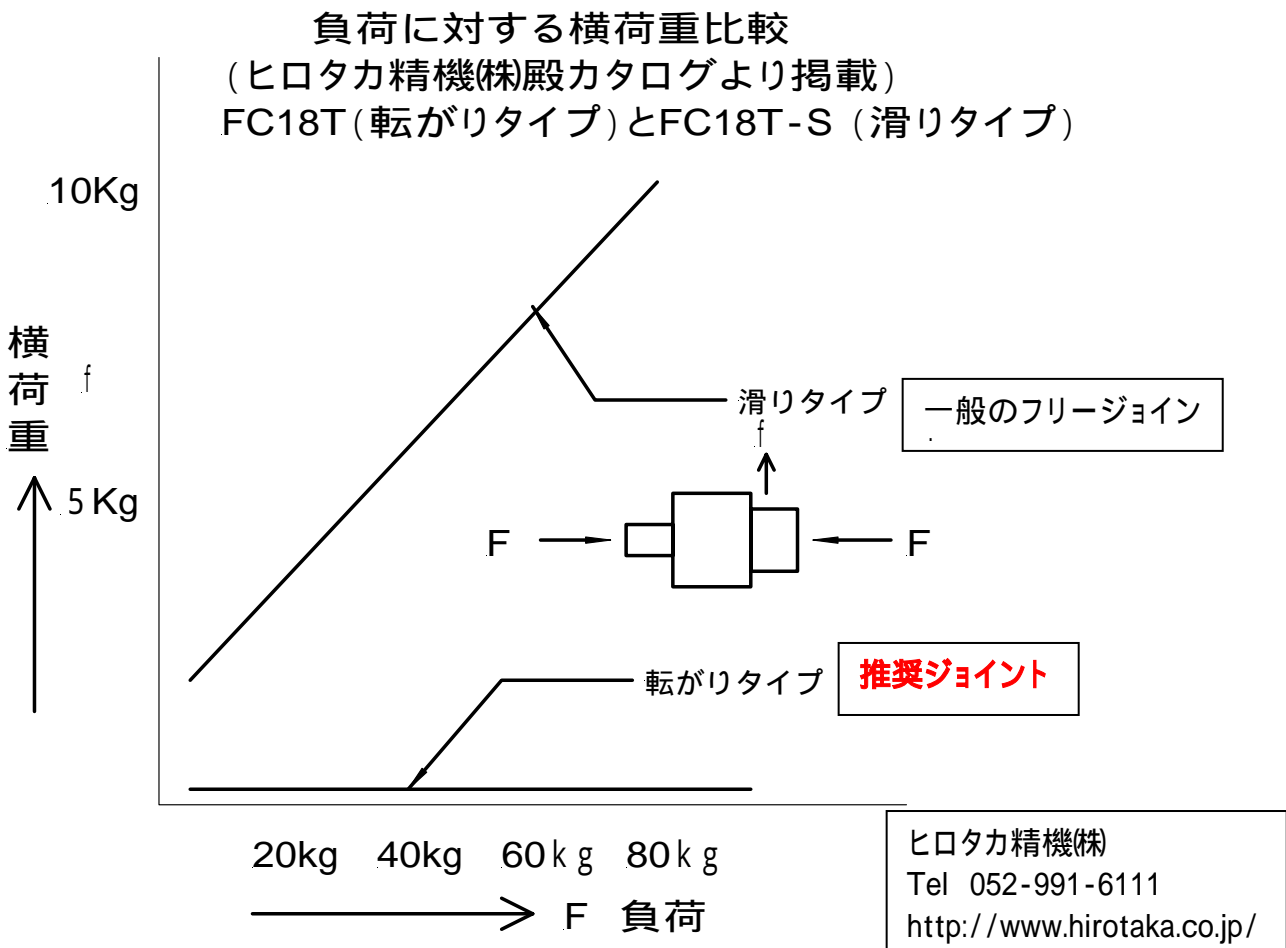 負荷に対する横荷重比較
(ヒロタカ精機㈱殿カタログより掲載)
FC18T(転がりタイプ)とFC18T-S (滑りタイプ)
10Kg
横荷重
f
滑りタイプ
一般のフリージョイン
f
5Kg
F
F
転がりタイプ
推奨ジョイント
20kg 40kg 60kg 80kg
F 負荷
ヒロタカ精機㈱
Tel 052-991-6111
http://www.hirotaka.co.jp/